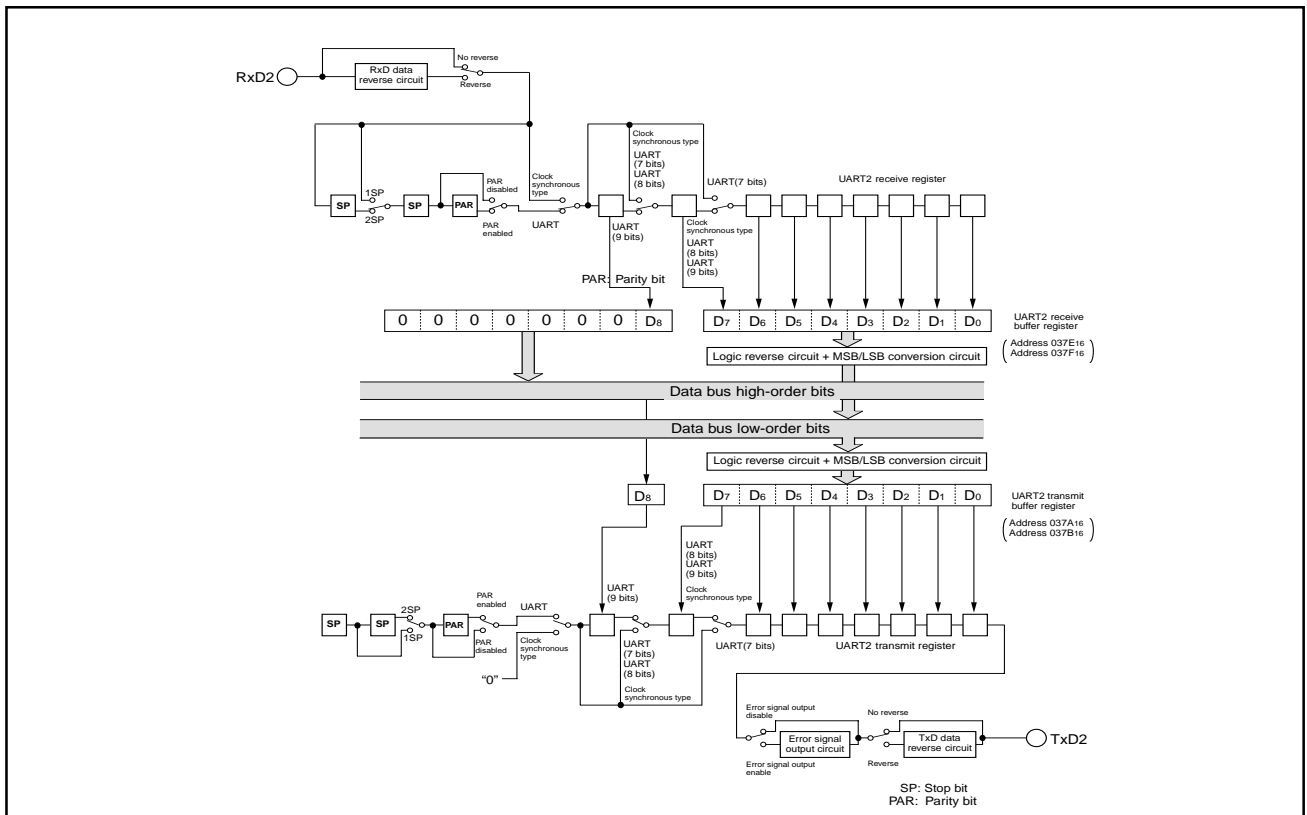 No reverse
RxD2
RxD data
reverse circuit
Reverse
Clock
synchronous type
UART
(7 bits)
UART
(8 bits)
1SP
PAR
disabled
Clock
synchronous
type
UART(7 bits)
UART2 receive register
SP
SP
PAR
2SP
PAR
enabled
UART
UART
(9 bits)
Clock
synchronous type
UART
(8 bits)
UART
(9 bits)
PAR: Parity bit
0 0 0 0 0 0 0 D8
D7 D6 D5 D4 D3 D2 D1 D0
UART2 receive
buffer register
Address 037E16
Address 037F16
Logic reverse circuit + MSB/LSB conversion circuit
Data bus high-order bits
Data bus low-order bits
Logic reverse circuit + MSB/LSB conversion circuit
D8
D7 D6 D5 D4 D3 D2 D1 D0
UART2 transmit
buffer register
Address 037A16
Address 037B16
UART
(8 bits)
UART
(9 bits)
Clock
synchronous type
UART
(9 bits)
PAR
enabled
2SP
UART
SP
SP
PAR
1SP
PAR
disabled
Clock
synchronous
type
UART
(7 bits)
UART
(8 bits)
UART(7 bits)
UART2 transmit register
“0”
Clock
synchronous type
Error signal output
disable
No reverse
Error signal
output circuit
TxD data
reverse circuit
TxD2
Error signal output
enable
Reverse
SP: Stop bit
PAR: Parity bit